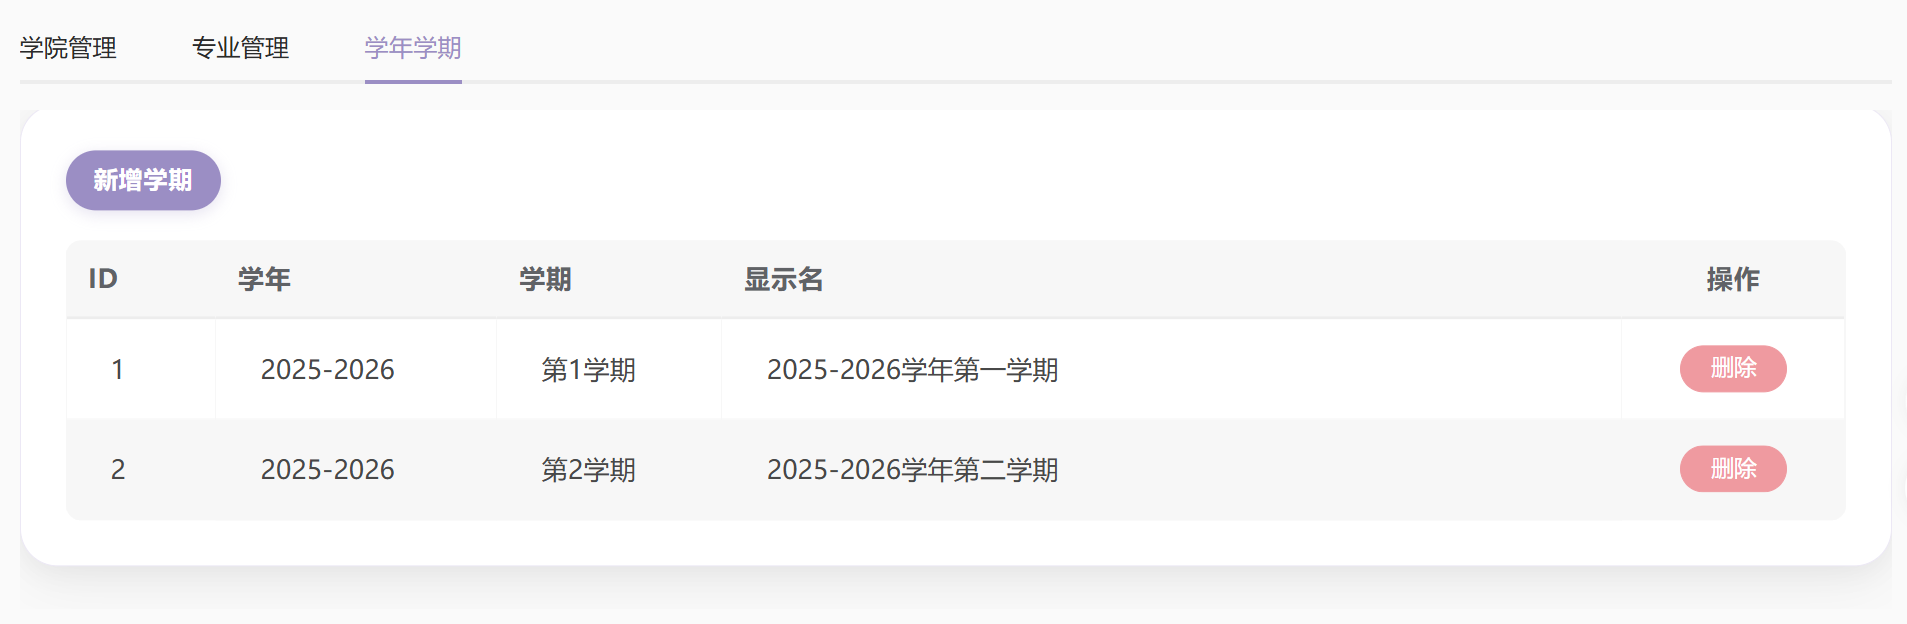 学院管理 专业管理 学年学期
新增学期
ID 学年 学期 显示名 操作
1 2025-2026 第1学期 2025-2026学年第一学期 删除
2 2025-2026 第2学期 2025-2026学年第二学期 删除